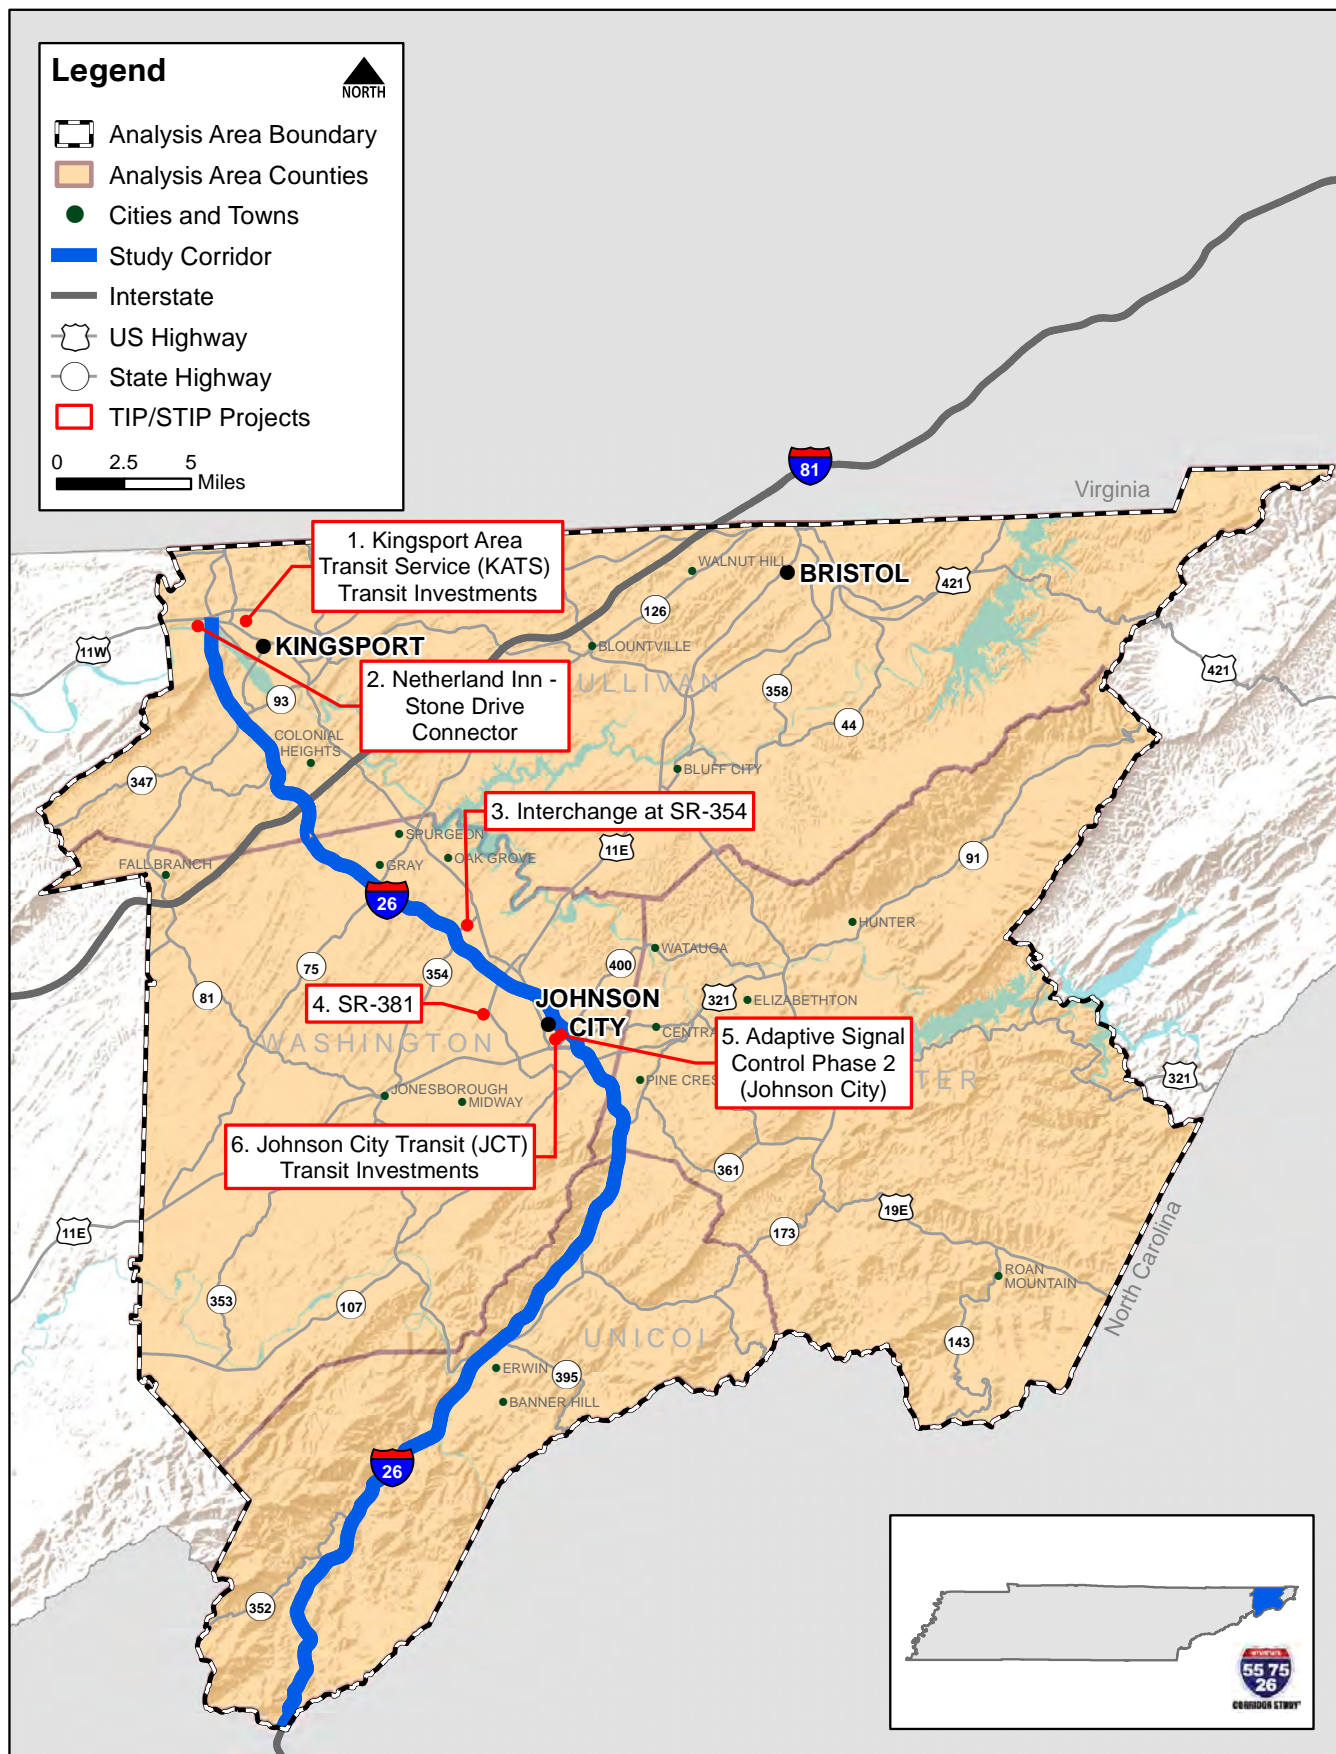 Legend
NORTH
Analysis Area Boundary
Analysis Area Counties
Cities and Towns
Study Corridor
Interstate
US Highway
State Highway
TIP/STIP Projects
0 2.5 5
Miles
81
Virginia
1. Kingsport Area
Transit Service (KATS)
Transit Investments
WALNUT HILL
BRISTOL
421
126
11W
KINGSPORT
BLOUNTVILLE
421
2. Netherland Inn -
Stone Drive
Connector
ULLIVAN
93
358
44
COLONIAL
HEIGHTS
347
BLUFF CITY
3. Interchange at SR-354
SPURGEON
11E
OAK GROVE
91
FALL BRANCH
GRAY
26
HUNTER
WATAUGA
75
354
400
81
4. SR-381
321
ELIZABETHTON
JOHNSON
CITY
CENTRA
WASHINGTON
5. Adaptive Signal
Control Phase 2
(Johnson City)
PINE CRES
TER
321
JONESBOROUGH
MIDWAY
6. Johnson City Transit (JCT)
Transit Investments
361
19E
11E
173
North Carolina
ROAN
MOUNTAIN
353
107
UNICOI
143
ERWIN
395
BANNER HILL
26
352
INTERSTATE
55 75
26
CORRIDOR STUDY